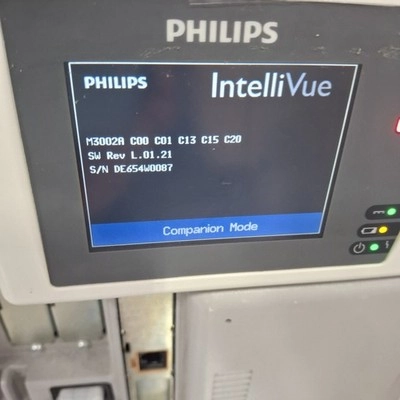 PHILIPS
PHILIPS IntelliVue
M3002A C00 C01 C13 C15 C20
SW Rev L.01.21
S/N DE654W0087
Companion Mode